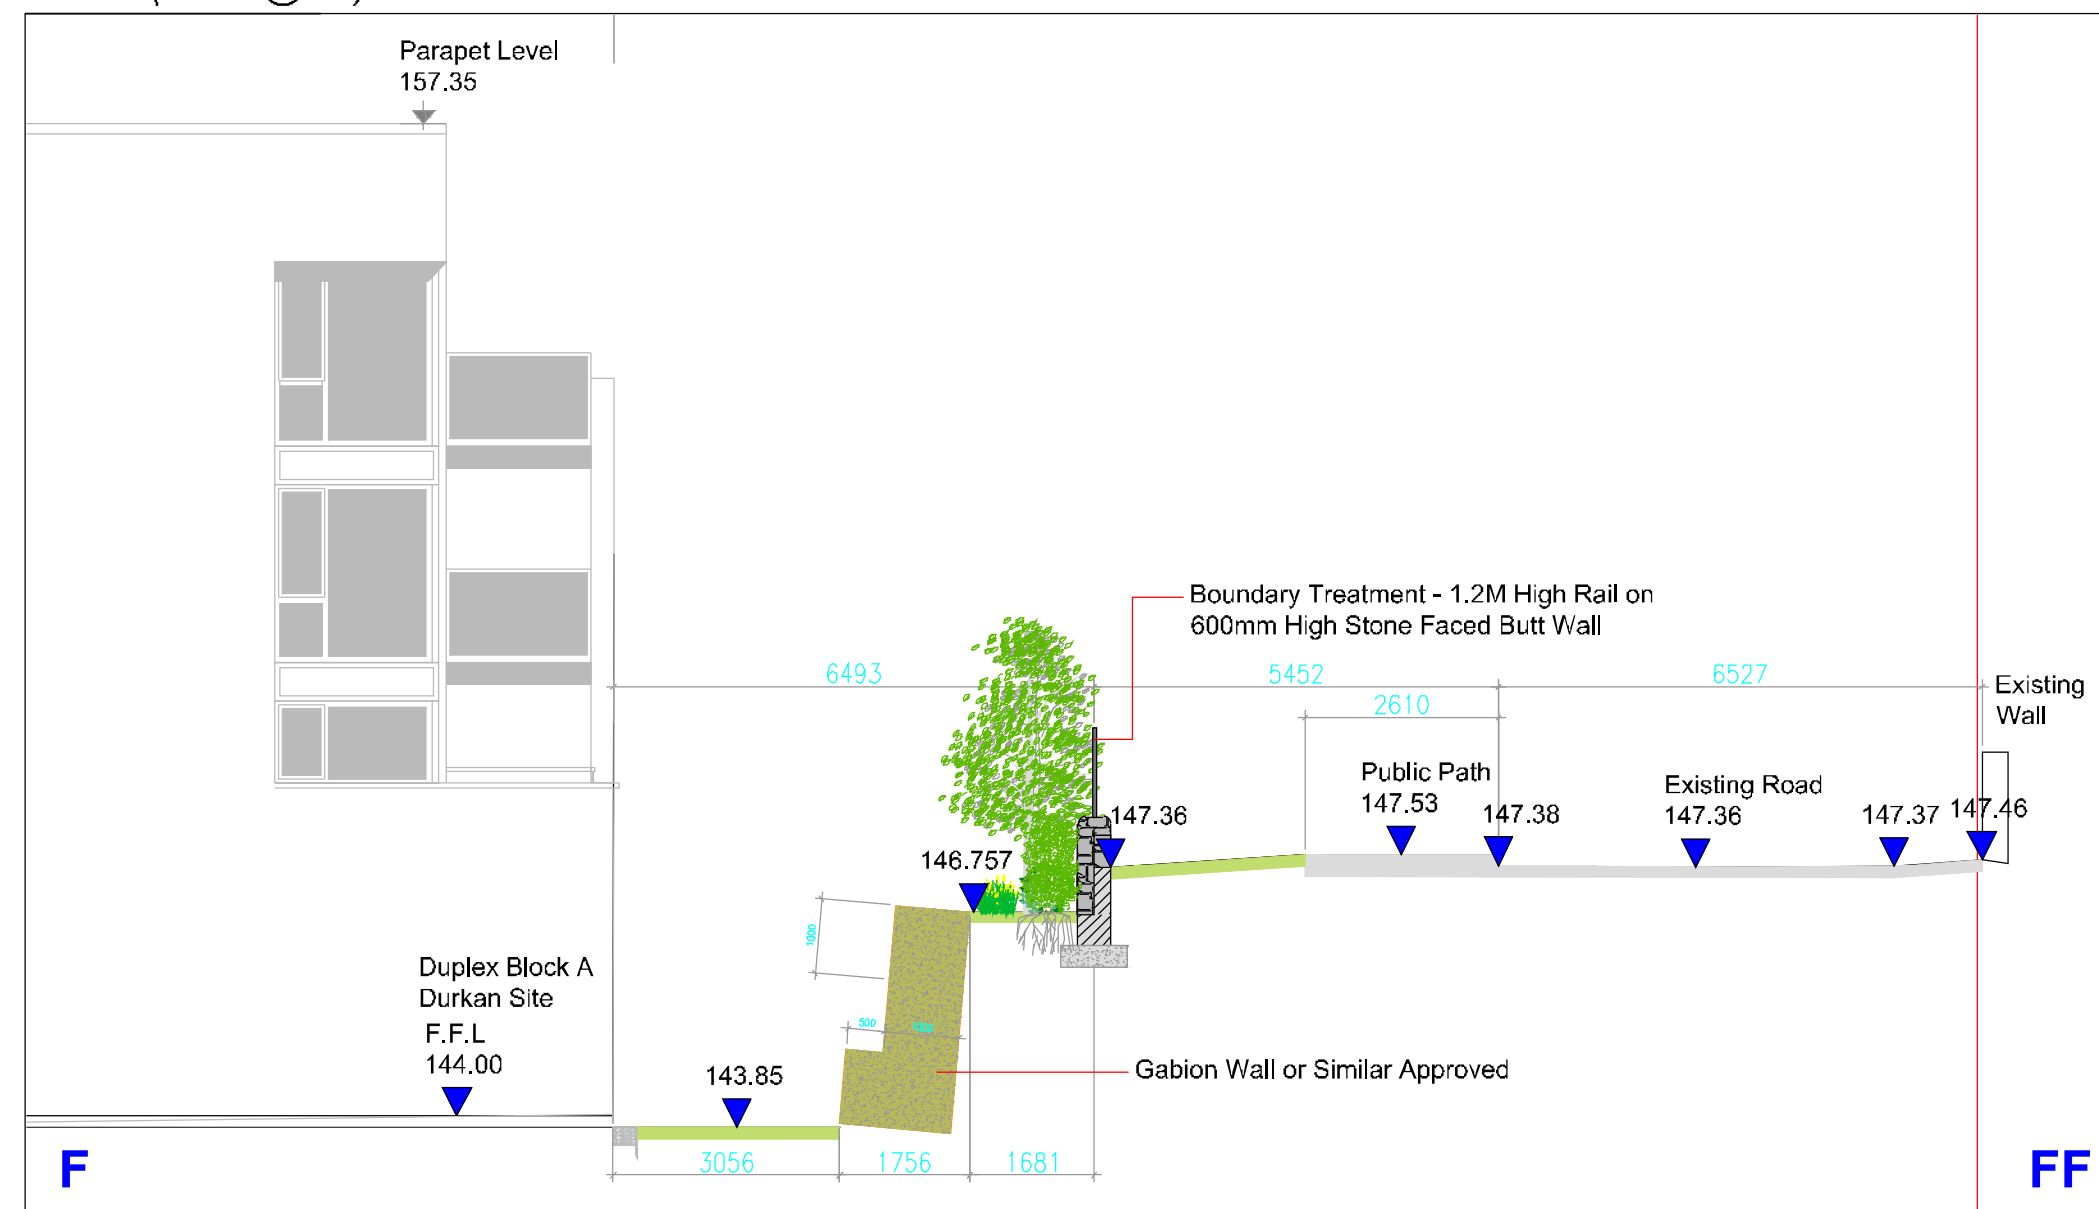 Parapet Level
157.35
Boundary Treatment - 1.2M High Rail on
600mm High Stone Faced Butt Wall
6493
5452
6527
2610
Existing
Wall
Public Path
147.53
Existing Road
147.36
147.38
147.36
147.37
147.46
146.757
1000
500
1000
Duplex Block A
Durkan Site
F.F.L
144.00
143.85
Gabion Wall or Similar Approved
3056
1756
1681
F
FF